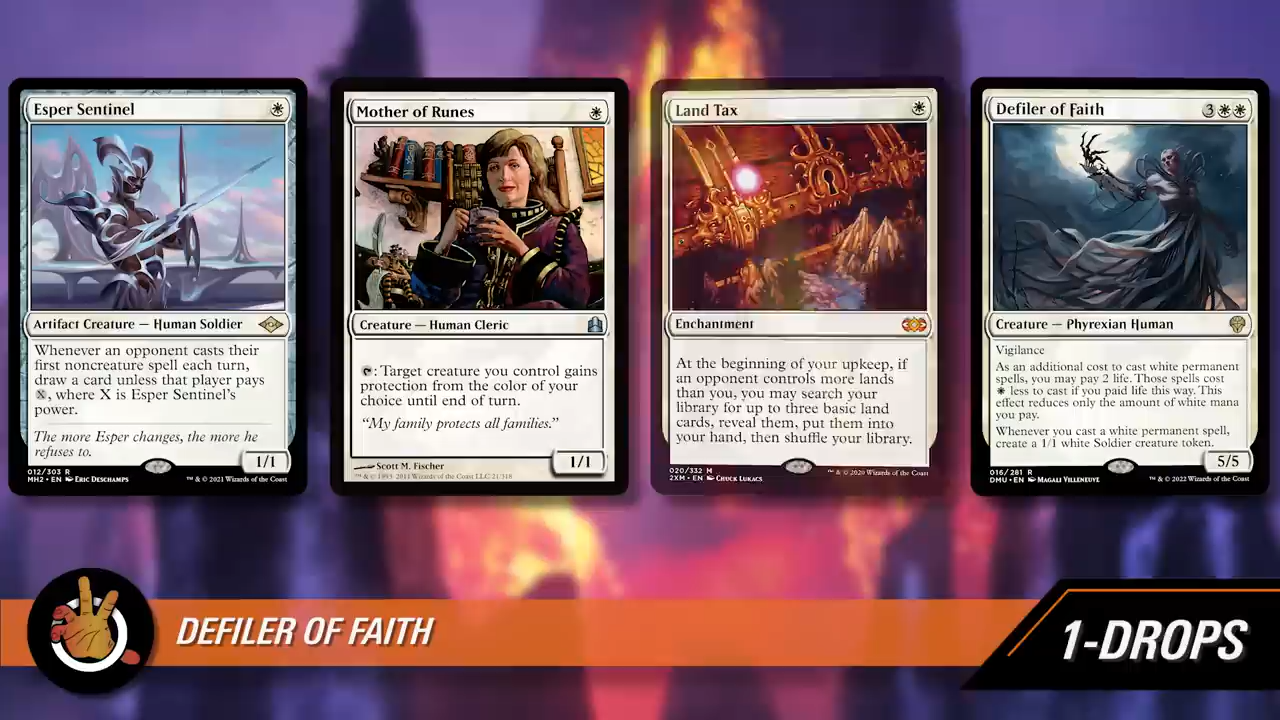 Esper Sentinel
Artifact Creature — Human Soldier
Whenever an opponent casts their
first noncreature spell each turn,
draw a card unless that player pays
X, where X is Esper Sentinel's
power.
The more Esper changes, the more he
refuses to.
1/1
012/303 R
MH2 • EN Eric Deschamps
™ & © 2021 Wizards of the Coast
Mother of Runes
Creature — Human Cleric
: Target creature you control gains
protection from the color of your
choice until end of turn.
"My family protects all families."
Scott M. Fischer
1/1
™ & © 1993–2011 Wizards of the Coast LLC 21/318
Land Tax
Enchantment
At the beginning of your upkeep, if
an opponent controls more lands
than you, you may search your
library for up to three basic land
cards, reveal them, put them into
your hand, then shuffle your library.
020/332 M
2XM • EN Chuck Lukacs
™ & © 2020 Wizards of the Coast
Defiler of Faith
3
Creature — Phyrexian Human
Vigilance
As an additional cost to cast white permanent
spells, you may pay 2 life. Those spells cost
less to cast if you paid life this way. This
effect reduces only the amount of white mana
you pay.
Whenever you cast a white permanent spell,
create a 1/1 white Soldier creature token.
5/5
016/281 R
DMU • EN Magali Villeneuve
™ & © 2022 Wizards of the Coast
DEFILER OF FAITH
1-DROPS